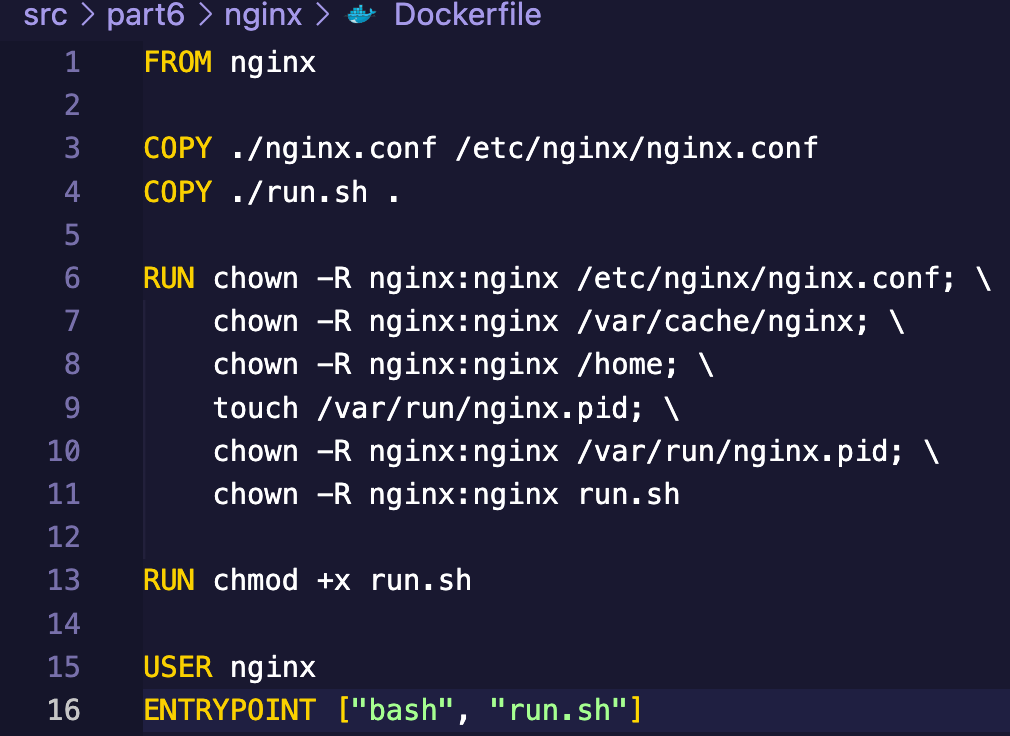 src > part6 > nginx > Dockerfile
1 FROM nginx
2
3 COPY ./nginx.conf /etc/nginx/nginx.conf
4 COPY ./run.sh .
5
6 RUN chown -R nginx:nginx /etc/nginx/nginx.conf; \
7     chown -R nginx:nginx /var/cache/nginx; \
8     chown -R nginx:nginx /home; \
9     touch /var/run/nginx.pid; \
10     chown -R nginx:nginx /var/run/nginx.pid; \
11     chown -R nginx:nginx run.sh
12
13 RUN chmod +x run.sh
14
15 USER nginx
16 ENTRYPOINT ["bash", "run.sh"]